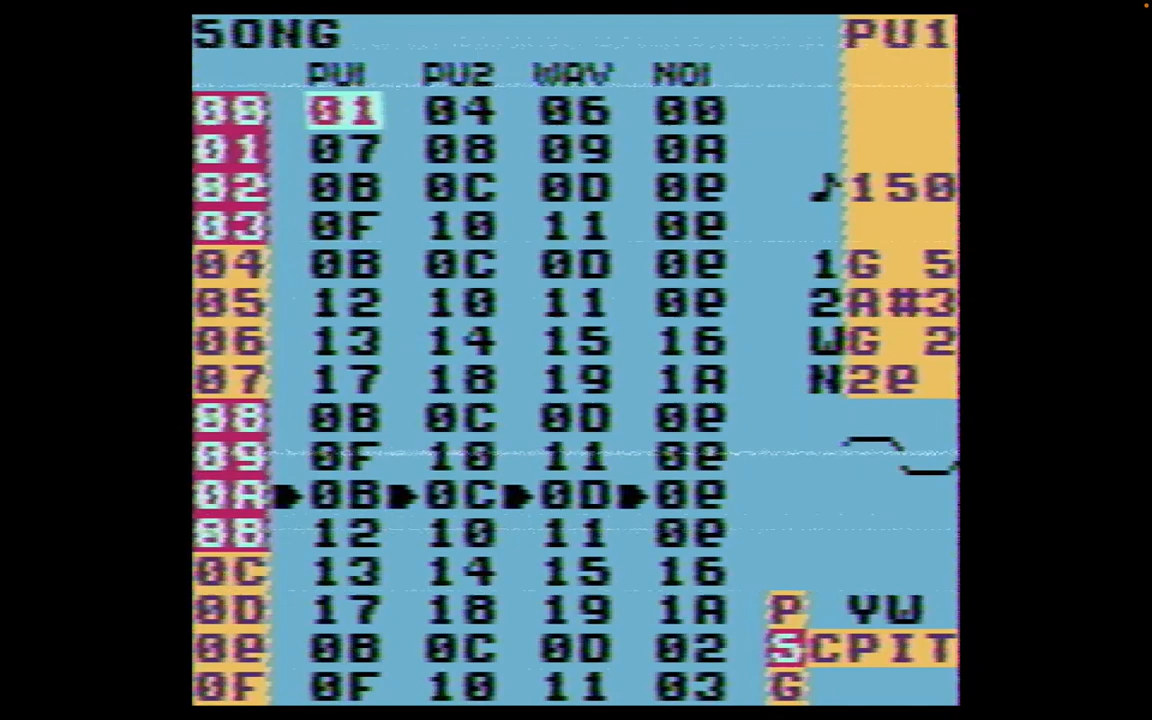 SONG PU1
PU1 PU2 WAV NOI
00 01 04 06 00
01 07 08 09 0A
02 0B 0C 0D 0e ♪150
03 0F 10 11 0e
04 0B 0C 0D 0e 1G 5
05 12 10 11 0e 2A#3
06 13 14 15 16 WG 2
07 17 18 19 1A N2e
08 0B 0C 0D 0e
09 0F 10 11 0e
0A 0B 0C 0D 0e
0B 12 10 11 0e
0C 13 14 15 16
0D 17 18 19 1A P YW
0e 0B 0C 0D 02 SCPIT
0F 0F 10 11 03 G